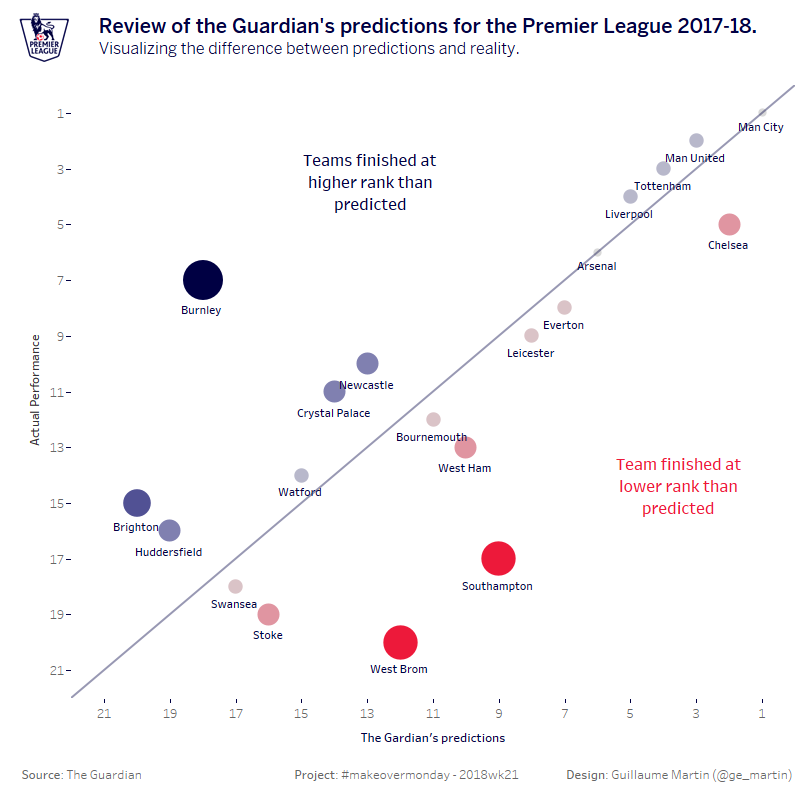 Review of the Guardian's predictions for the Premier League 2017-18.
Visualizing the difference between predictions and reality.
PREMIER
LEAGUE
1
Man City
Teams finished at
higher rank than
predicted
Man United
3
Tottenham
Liverpool
5
Chelsea
Arsenal
7
Burnley
Everton
9
Leicester
Actual Performance
Newcastle
11
Crystal Palace
Bournemouth
13
West Ham
Team finished at
lower rank than
predicted
Watford
15
Brighton
Huddersfield
17
Southampton
Swansea
19
Stoke
West Brom
21
21 19 17 15 13 11 9 7 5 3 1
The Gardian's predictions
Source: The Guardian Project: #makeovermonday - 2018wk21 Design: Guillaume Martin (@ge_martin)